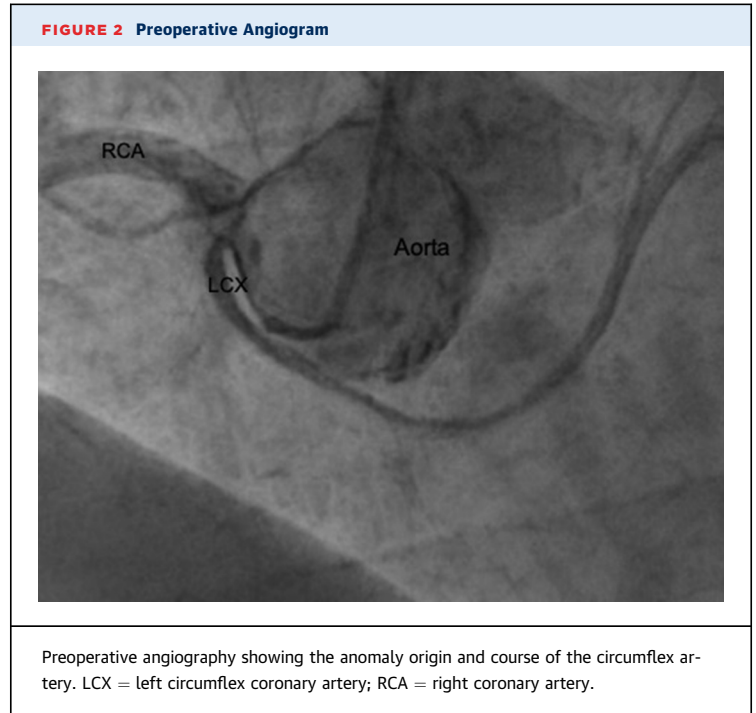 FIGURE 2 Preoperative Angiogram
RCA
Aorta
LCX
Preoperative angiography showing the anomaly origin and course of the circumflex ar-
tery. LCX = left circumflex coronary artery; RCA = right coronary artery.